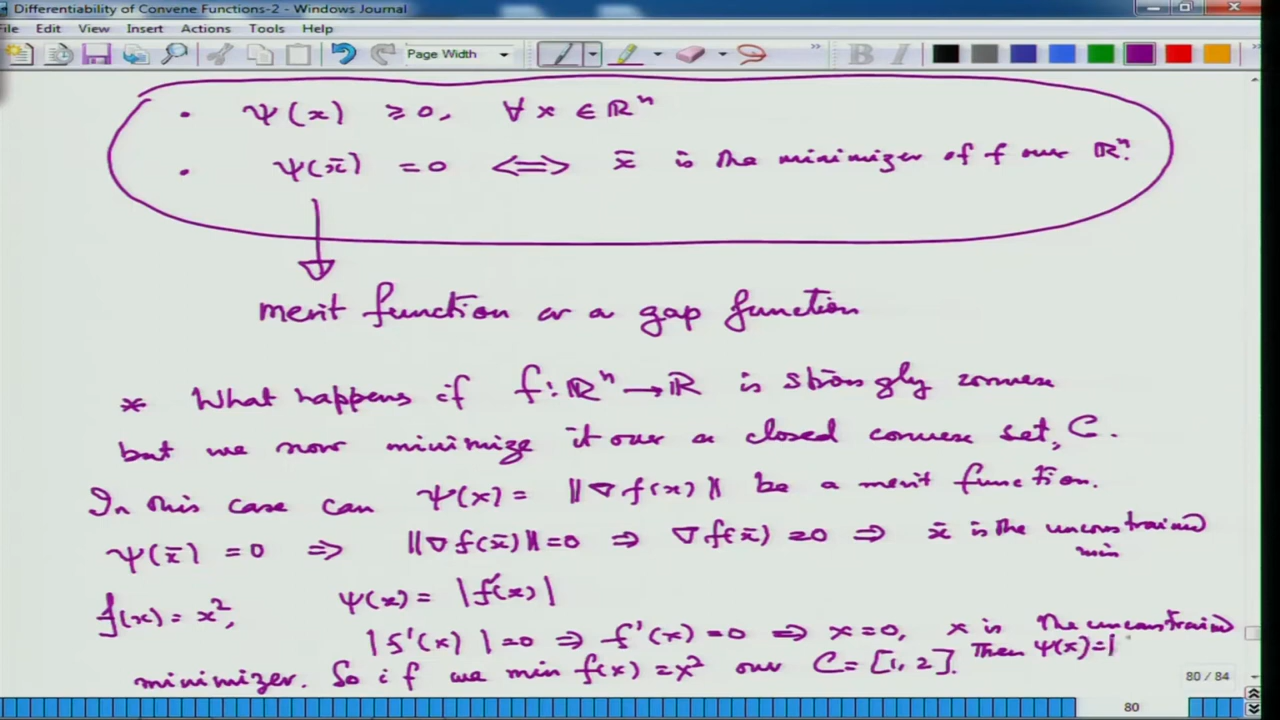 Differentiability of Convene Functions-2 - Windows Journal
File Edit View Insert Actions Tools Help
Page Width
• Ψ(x) ≥ 0, ∀ x ∈ ℝⁿ
• Ψ(x̄) = 0 ⟺ x̄ is the minimizer of f over ℝⁿ.
merit function or a gap function
* What happens if f: ℝⁿ → ℝ is strongly convex
but we now minimize it over a closed convex set, C.
In this case can Ψ(x) = ‖∇f(x)‖ be a merit function.
Ψ(x̄) = 0 ⇒ ‖∇f(x̄)‖ = 0 ⇒ ∇f(x̄) = 0 ⇒ x̄ is the unconstrained
min
f(x) = x², Ψ(x) = |f'(x)|
|f'(x)| = 0 ⇒ f'(x) = 0 ⇒ x = 0, x is the unconstrained
minimizer. So if we min f(x) = x² over C = [1, 2]. Then Ψ(x) = |
80 / 84
80